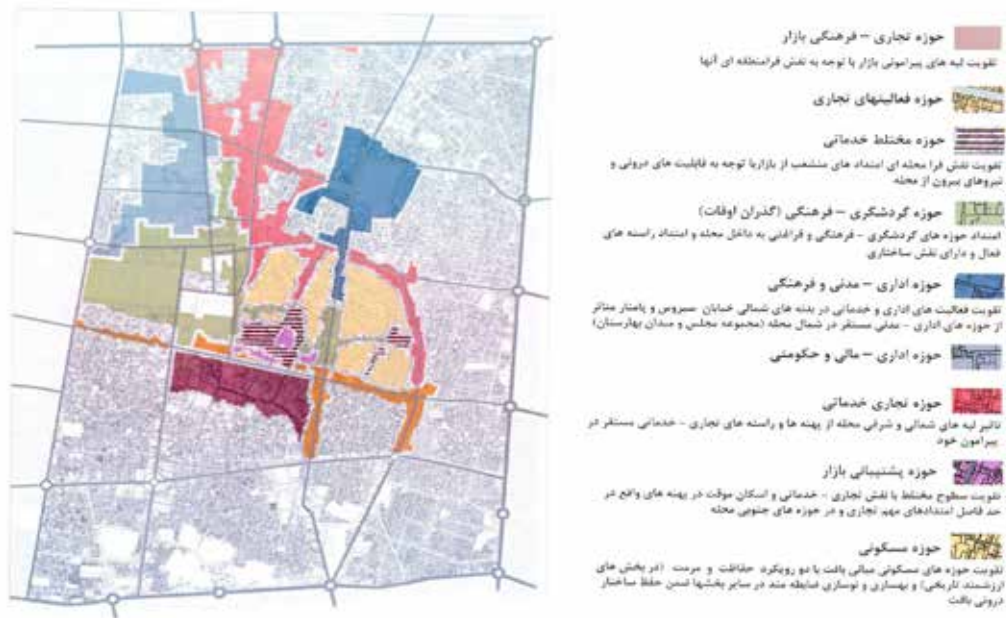 حوزه تجاری – فرهنگی بازار
تقویت لبه های پیرامونی بازار با توجه به نقش فرامنطقه ای آنها
حوزه فعالیتهای تجاری
حوزه مختلط خدماتی
تقویت نقش فرا محله ای امتداد های منشعب از بازاربا توجه به قابلیت های درونی و
نیروهای بیرون از محله.
حوزه گردشگری – فرهنگی (گذران اوقات)
امتداد حوزه های گردشگری – فرهنگی و فراغتی به داخل محله و امتداد راسته های
فعال و دارای نقش ساختاری.
حوزه اداری – مدنی و فرهنگی
تقویت فعالیت های اداری و خدماتی در بدنه های شمالی خیابان سیروس و پامنار متاثر
از حوزه های اداری – مدنی مستقر در شمال محله (مجموعه مجلس و میدان بهارستان)
حوزه اداری – مالی و حکومتی
حوزه تجاری خدماتی
تاثیر لبه های شمالی و شرقی محله از پهنه ها و راسته های تجاری – خدماتی مستقر در
پیرامون خود
حوزه پشتیبانی بازار
تقویت سطوح مختلط با نقش تجاری – خدماتی و اسکان موقت در پهنه های واقع در
حد فاصل امتدادهای مهم تجاری و در حوزه های جنوبی محله
حوزه مسکونی
تقویت حوزه های مسکونی میانی بافت با دو رویکرد حفاظت و مرمت (در بخش های
ارزشمند تاریخی) و بهسازی و نوسازی ضابطه مند در سایر بخشها ضمن حفظ ساختار
درونی بافت